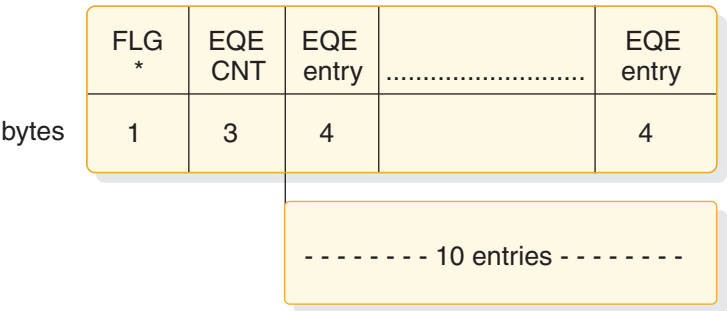 FLG
*
EQE
CNT
EQE
entry
...........................
EQE
entry
bytes
1
3
4
4
- - - - - - - - 10 entries - - - - - - - -